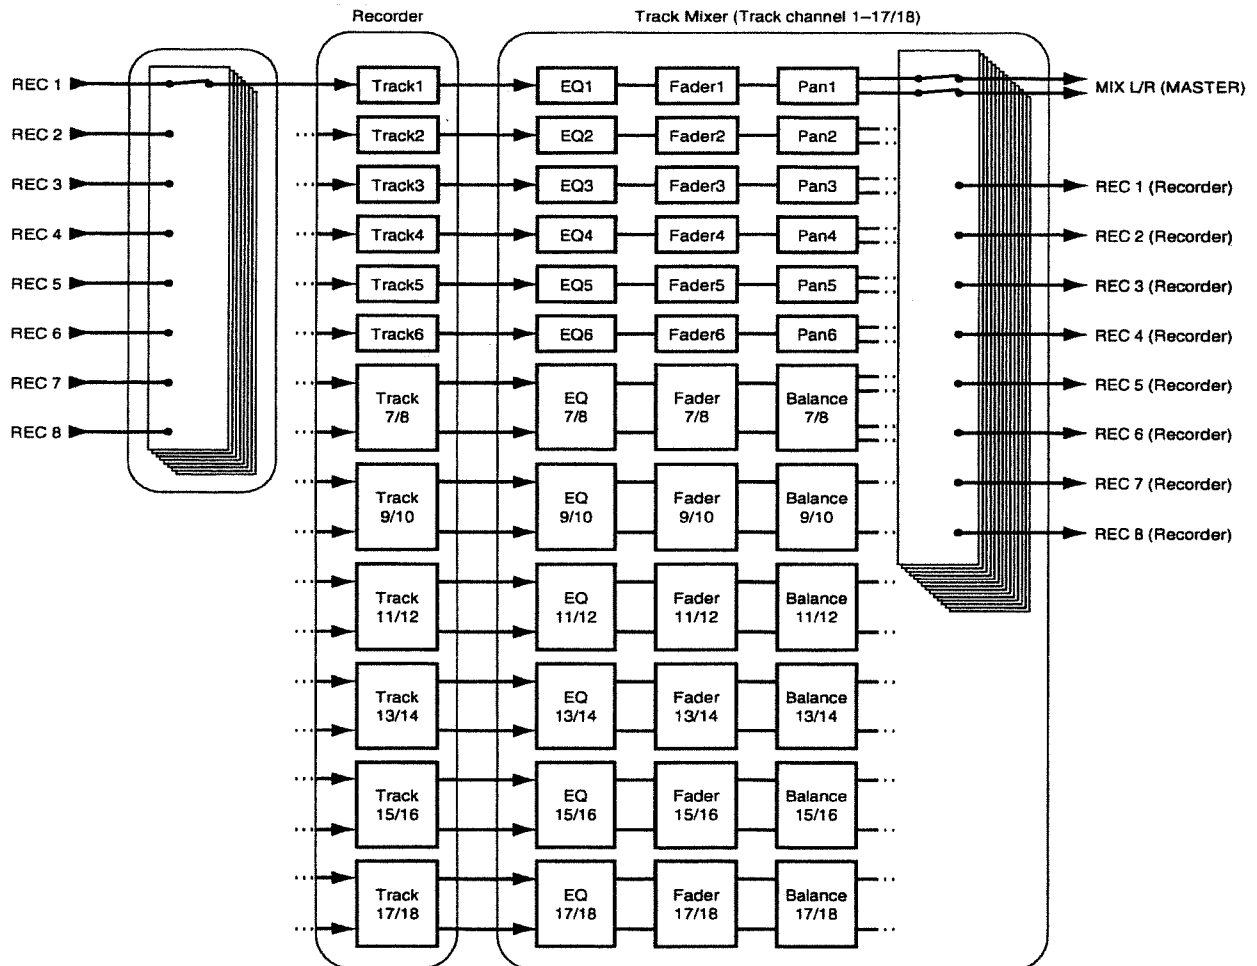 Recorder
Track Mixer (Track channel 1–17/18)
REC 1
Track1
EQ1
Fader1
Pan1
MIX L/R (MASTER)
REC 2
Track2
EQ2
Fader2
Pan2
REC 3
Track3
EQ3
Fader3
Pan3
REC 1 (Recorder)
REC 4
Track4
EQ4
Fader4
Pan4
REC 2 (Recorder)
REC 5
Track5
EQ5
Fader5
Pan5
REC 3 (Recorder)
REC 6
Track6
EQ6
Fader6
Pan6
REC 4 (Recorder)
REC 7
REC 8
Track
7/8
EQ
7/8
Fader
7/8
Balance
7/8
REC 5 (Recorder)
REC 6 (Recorder)
Track
9/10
EQ
9/10
Fader
9/10
Balance
9/10
REC 7 (Recorder)
REC 8 (Recorder)
Track
11/12
EQ
11/12
Fader
11/12
Balance
11/12
Track
13/14
EQ
13/14
Fader
13/14
Balance
13/14
Track
15/16
EQ
15/16
Fader
15/16
Balance
15/16
Track
17/18
EQ
17/18
Fader
17/18
Balance
17/18